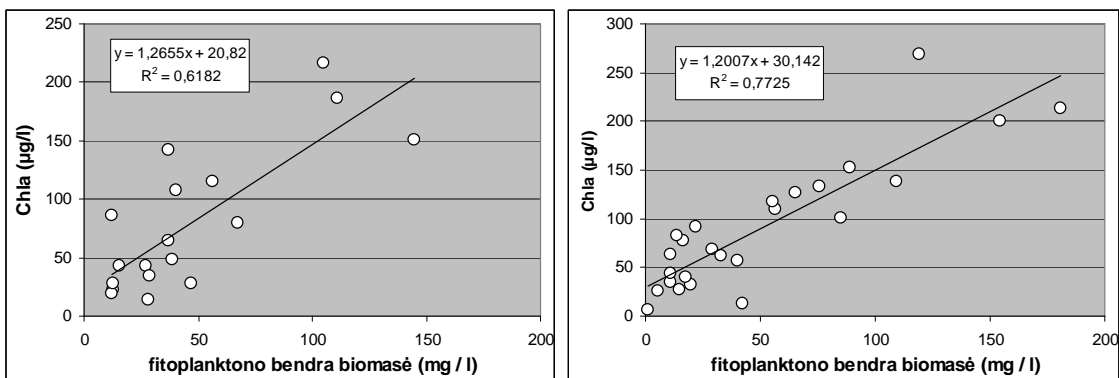 250
200
150
100
50
0
Chla (µg/l)
y = 1,2655x + 20,82
R² = 0,6182
0 50 100 150 200
fitoplanktono bendra biomasė (mg / l)
300
250
200
150
100
50
0
Chla (µg/l)
y = 1,2007x + 30,142
R² = 0,7725
0 50 100 150 200
fitoplanktono bendra biomasė (mg / l)